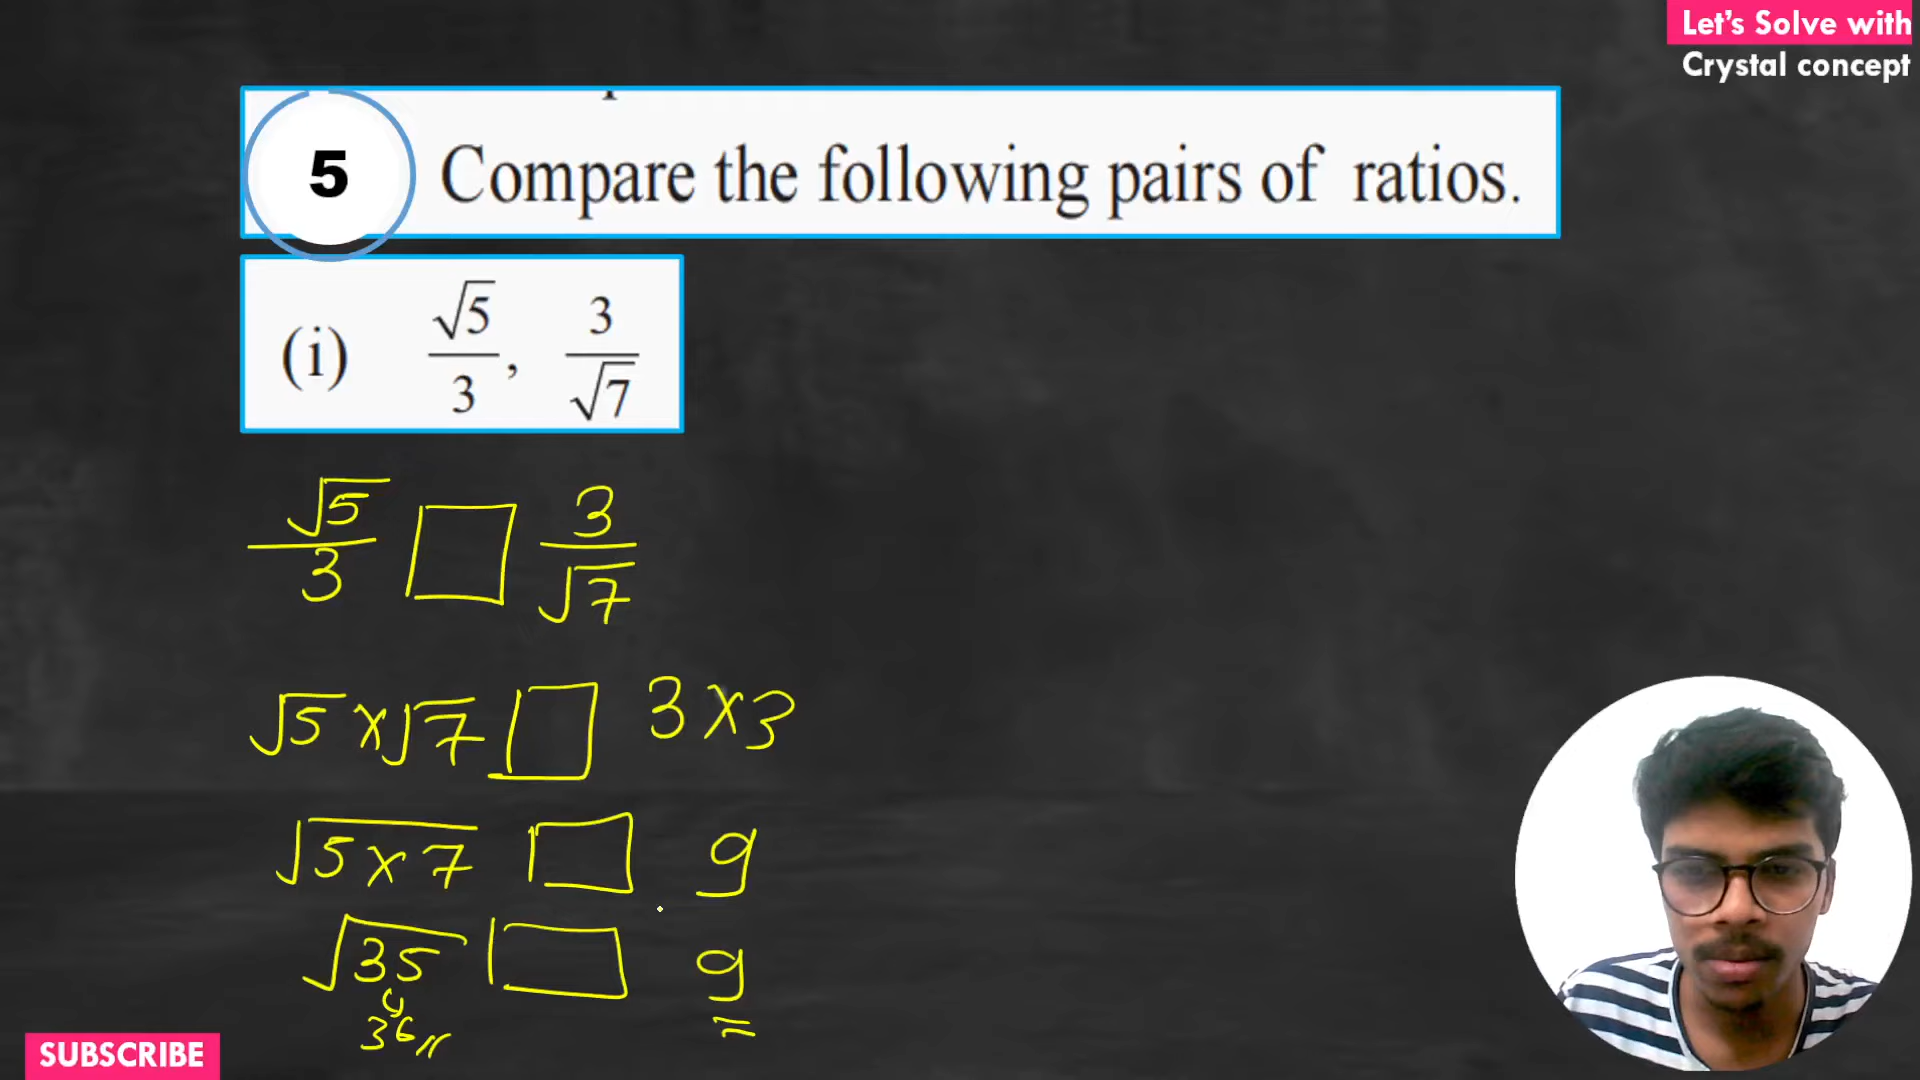 Let's Solve with
Crystal concept
5 Compare the following pairs of ratios.
(i) √5/3, 3/√7
√5/3 □ 3/√7
√5 × √7 □ 3 × 3
√5 × 7 □ 9
√35 □ 9
36
SUBSCRIBE